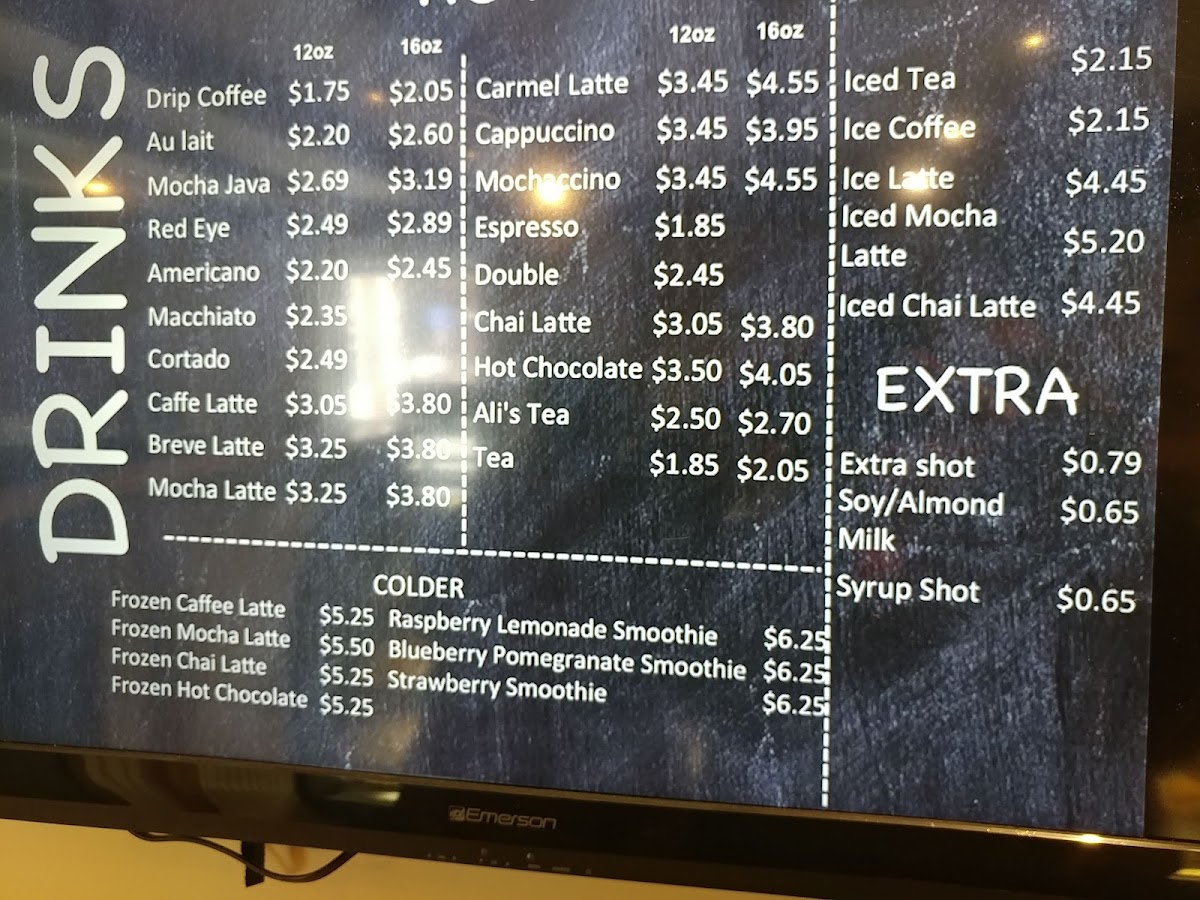 DRINKS
12oz 16oz
Drip Coffee $1.75 $2.05
Au lait $2.20 $2.60
Mocha Java $2.69 $3.19
Red Eye $2.49 $2.89
Americano $2.20 $2.45
Macchiato $2.35
Cortado $2.49
Caffe Latte $3.05 $3.80
Breve Latte $3.25 $3.80
Mocha Latte $3.25 $3.80
12oz 16oz
Carmel Latte $3.45 $4.55
Cappuccino $3.45 $3.95
Mochaccino $3.45 $4.55
Espresso $1.85
Double $2.45
Chai Latte $3.05 $3.80
Hot Chocolate $3.50 $4.05
Ali's Tea $2.50 $2.70
Tea $1.85 $2.05
Iced Tea $2.15
Ice Coffee $2.15
Ice Latte $4.45
Iced Mocha
Latte $5.20
Iced Chai Latte $4.45
EXTRA
Extra shot $0.79
Soy/Almond $0.65
Milk
Syrup Shot $0.65
COLDER
Frozen Caffee Latte $5.25
Frozen Mocha Latte $5.50
Frozen Chai Latte $5.25
Frozen Hot Chocolate $5.25
Raspberry Lemonade Smoothie $6.25
Blueberry Pomegranate Smoothie $6.25
Strawberry Smoothie $6.25
Emerson